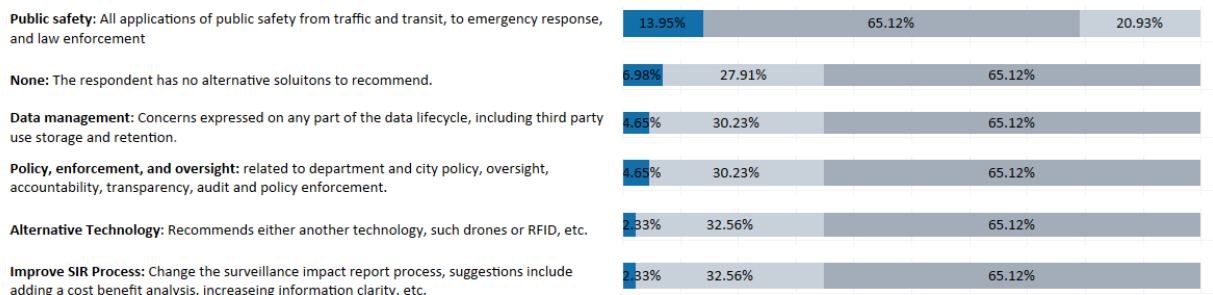 Public safety: All applications of public safety from traffic and transit, to emergency response,
and law enforcement
13.95% 65.12% 20.93%
None: The respondent has no alternative soluitons to recommend.
6.98% 27.91% 65.12%
Data management: Concerns expressed on any part of the data lifecycle, including third party
use storage and retention.
4.65% 30.23% 65.12%
Policy, enforcement, and oversight: related to department and city policy, oversight,
accountability, transparency, audit and policy enforcement.
4.65% 30.23% 65.12%
Alternative Technology: Recommends either another technology, such drones or RFID, etc.
2.33% 32.56% 65.12%
Improve SIR Process: Change the surveillance impact report process, suggestions include
adding a cost benefit analysis, increaseing information clarity, etc.
2.33% 32.56% 65.12%